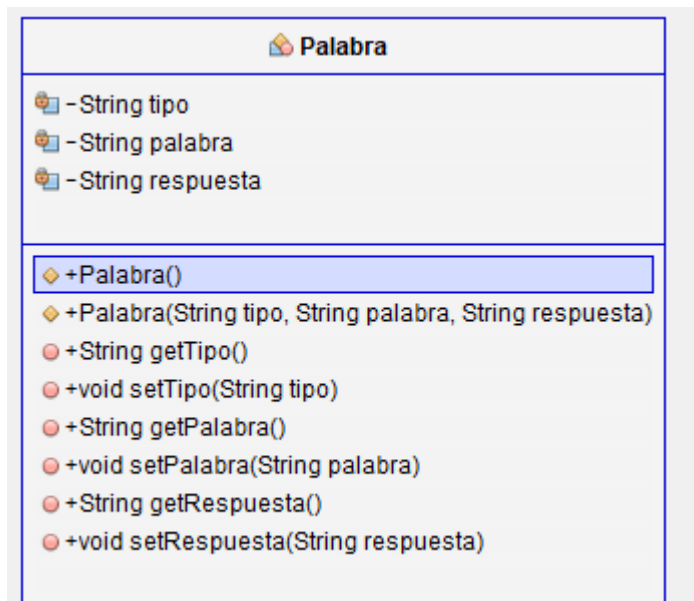 Palabra
-String tipo
-String palabra
-String respuesta
+Palabra()
+Palabra(String tipo, String palabra, String respuesta)
+String getTipo()
+void setTipo(String tipo)
+String getPalabra()
+void setPalabra(String palabra)
+String getRespuesta()
+void setRespuesta(String respuesta)